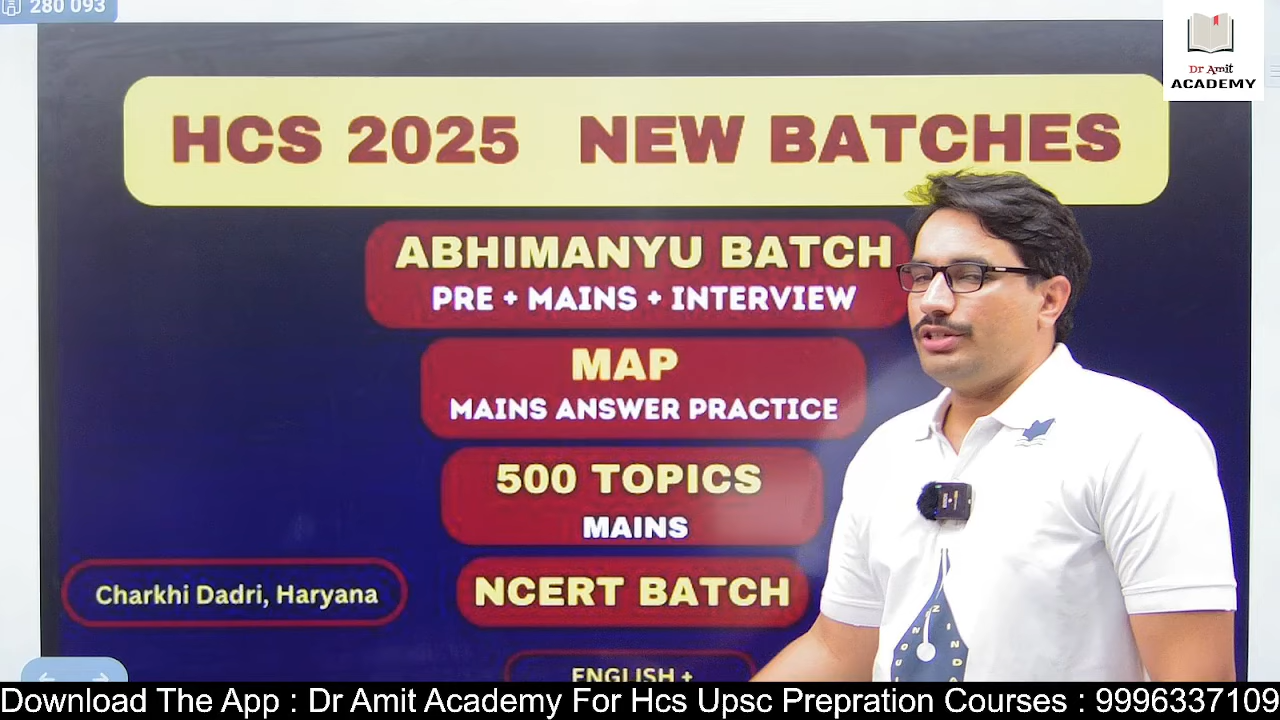 280 093
Dr Amit
ACADEMY
HCS 2025 NEW BATCHES
ABHIMANYU BATCH
PRE + MAINS + INTERVIEW
MAP
MAINS ANSWER PRACTICE
500 TOPICS
MAINS
Charkhi Dadri, Haryana
NCERT BATCH
ENGLISH +
Download The App : Dr Amit Academy For Hcs Upsc Prepration Courses : 9996337109